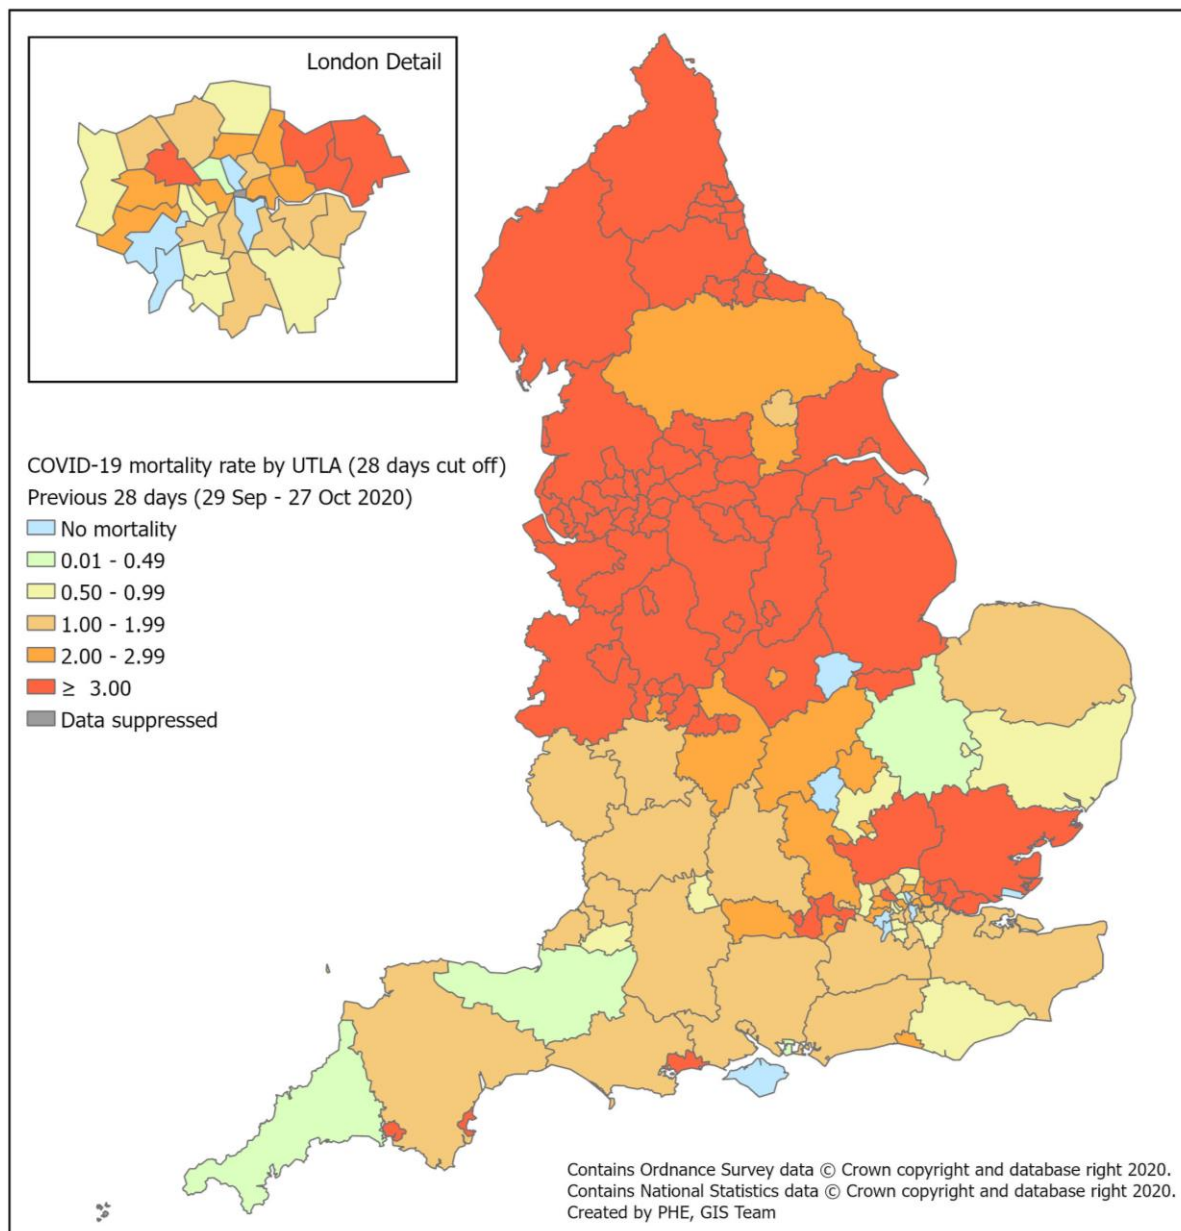 London Detail
COVID-19 mortality rate by UTLA (28 days cut off)
Previous 28 days (29 Sep - 27 Oct 2020)
No mortality
0.01 - 0.49
0.50 - 0.99
1.00 - 1.99
2.00 - 2.99
≥ 3.00
Data suppressed
Contains Ordnance Survey data © Crown copyright and database right 2020.
Contains National Statistics data © Crown copyright and database right 2020.
Created by PHE, GIS Team